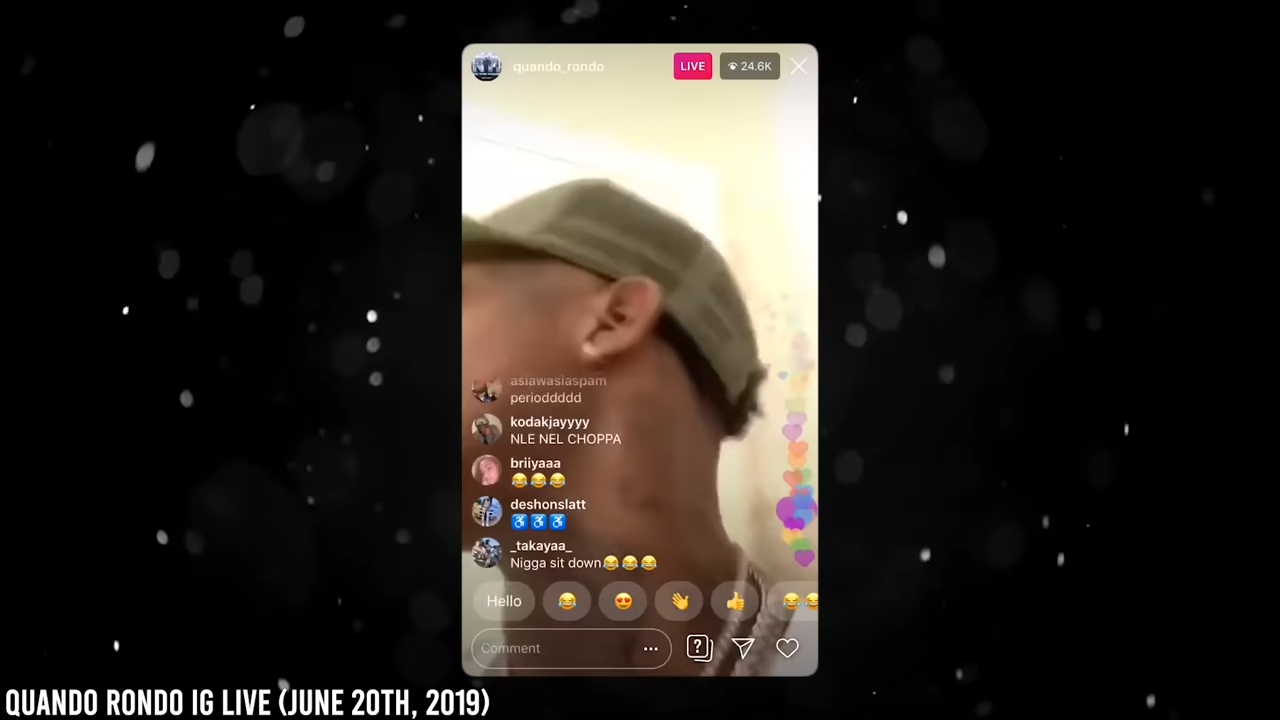 quando_rondo
LIVE
24.6K
asiawasiaspam
perioddddd
kodakjayyyy
NLE NEL CHOPPA
briiyaaa
😂😂😂
deshonslatt
♿♿♿
_takayaa_
Nigga sit down😂😂😂
Hello 😂 😍 👋 👍 😂😂
Comment
QUANDO RONDO IG LIVE (JUNE 20TH, 2019)